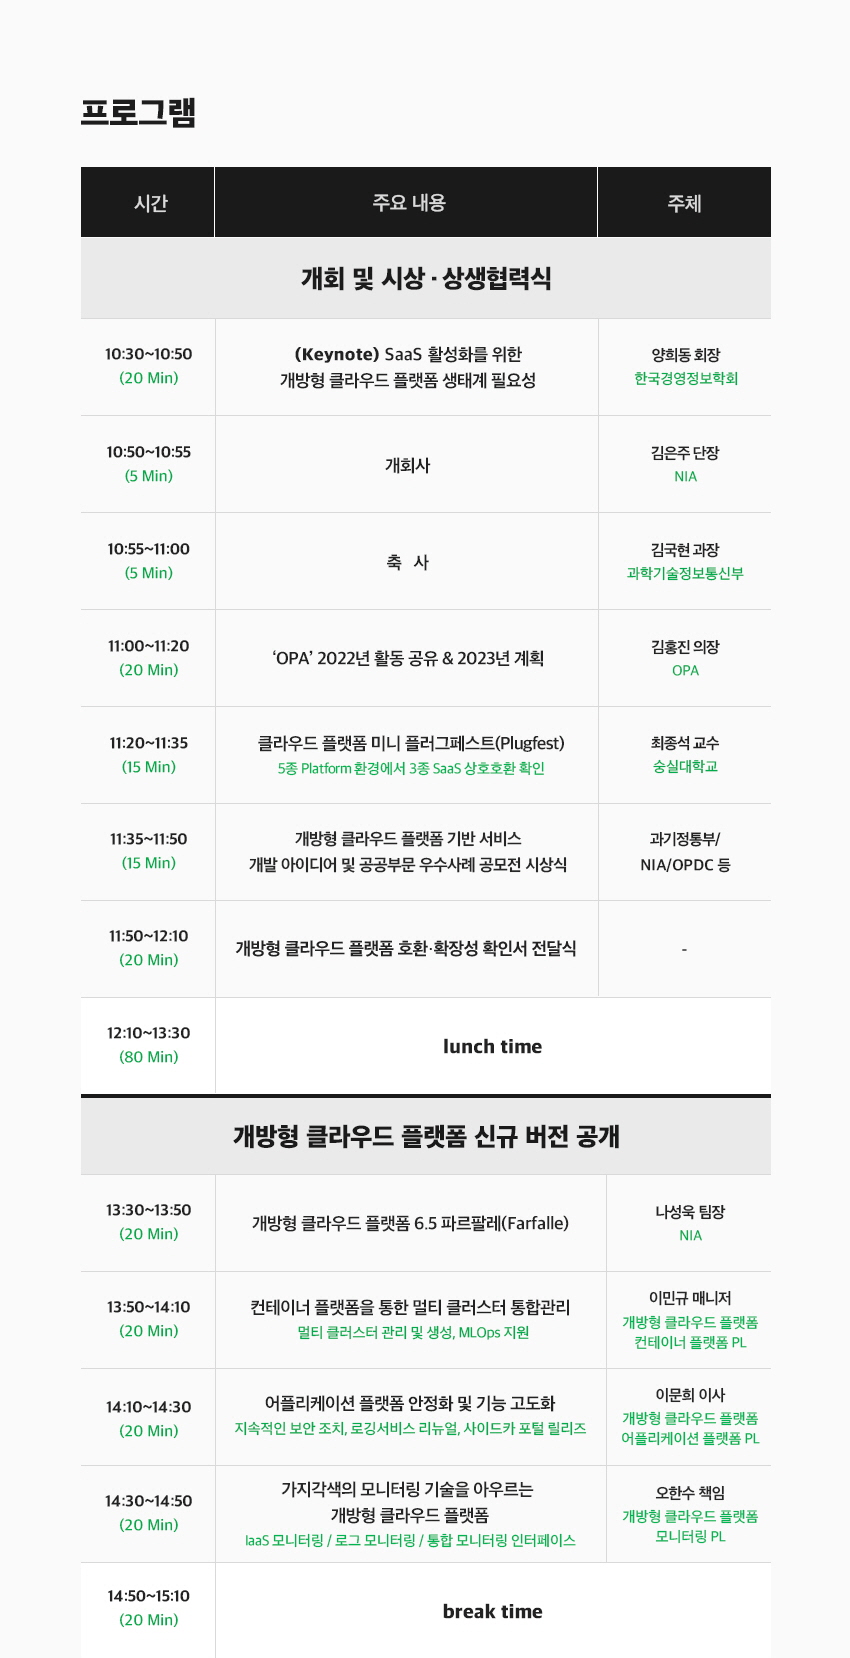 프로그램
시간 주요 내용 주체
개회 및 시상 · 상생협력식
10:30~10:50
(20 Min)
(Keynote) SaaS 활성화를 위한
개방형 클라우드 플랫폼 생태계 필요성
양희동 회장
한국경영정보학회
10:50~10:55
(5 Min)
개회사
김은주 단장
NIA
10:55~11:00
(5 Min)
축 사
김국현 과장
과학기술정보통신부
11:00~11:20
(20 Min)
‘OPA’ 2022년 활동 공유 & 2023년 계획
김홍진 의장
OPA
11:20~11:35
(15 Min)
클라우드 플랫폼 미니 플러그페스트(Plugfest)
5종 Platform 환경에서 3종 SaaS 상호호환 확인
최종석 교수
숭실대학교
11:35~11:50
(15 Min)
개방형 클라우드 플랫폼 기반 서비스
개발 아이디어 및 공공부문 우수사례 공모전 시상식
과기정통부/
NIA/OPDC 등
11:50~12:10
(20 Min)
개방형 클라우드 플랫폼 호환·확장성 확인서 전달식
-
12:10~13:30
(80 Min)
lunch time
개방형 클라우드 플랫폼 신규 버전 공개
13:30~13:50
(20 Min)
개방형 클라우드 플랫폼 6.5 파르팔레(Farfalle)
나성욱 팀장
NIA
13:50~14:10
(20 Min)
컨테이너 플랫폼을 통한 멀티 클러스터 통합관리
멀티 클러스터 관리 및 생성, MLOps 지원
이민규 매니저
개방형 클라우드 플랫폼
컨테이너 플랫폼 PL
14:10~14:30
(20 Min)
어플리케이션 플랫폼 안정화 및 기능 고도화
지속적인 보안 조치, 로깅서비스 리뉴얼, 사이드카 포털 릴리즈
이문희 이사
개방형 클라우드 플랫폼
어플리케이션 플랫폼 PL
14:30~14:50
(20 Min)
가지각색의 모니터링 기술을 아우르는
개방형 클라우드 플랫폼
IaaS 모니터링 / 로그 모니터링 / 통합 모니터링 인터페이스
오한수 책임
개방형 클라우드 플랫폼
모니터링 PL
14:50~15:10
(20 Min)
break time